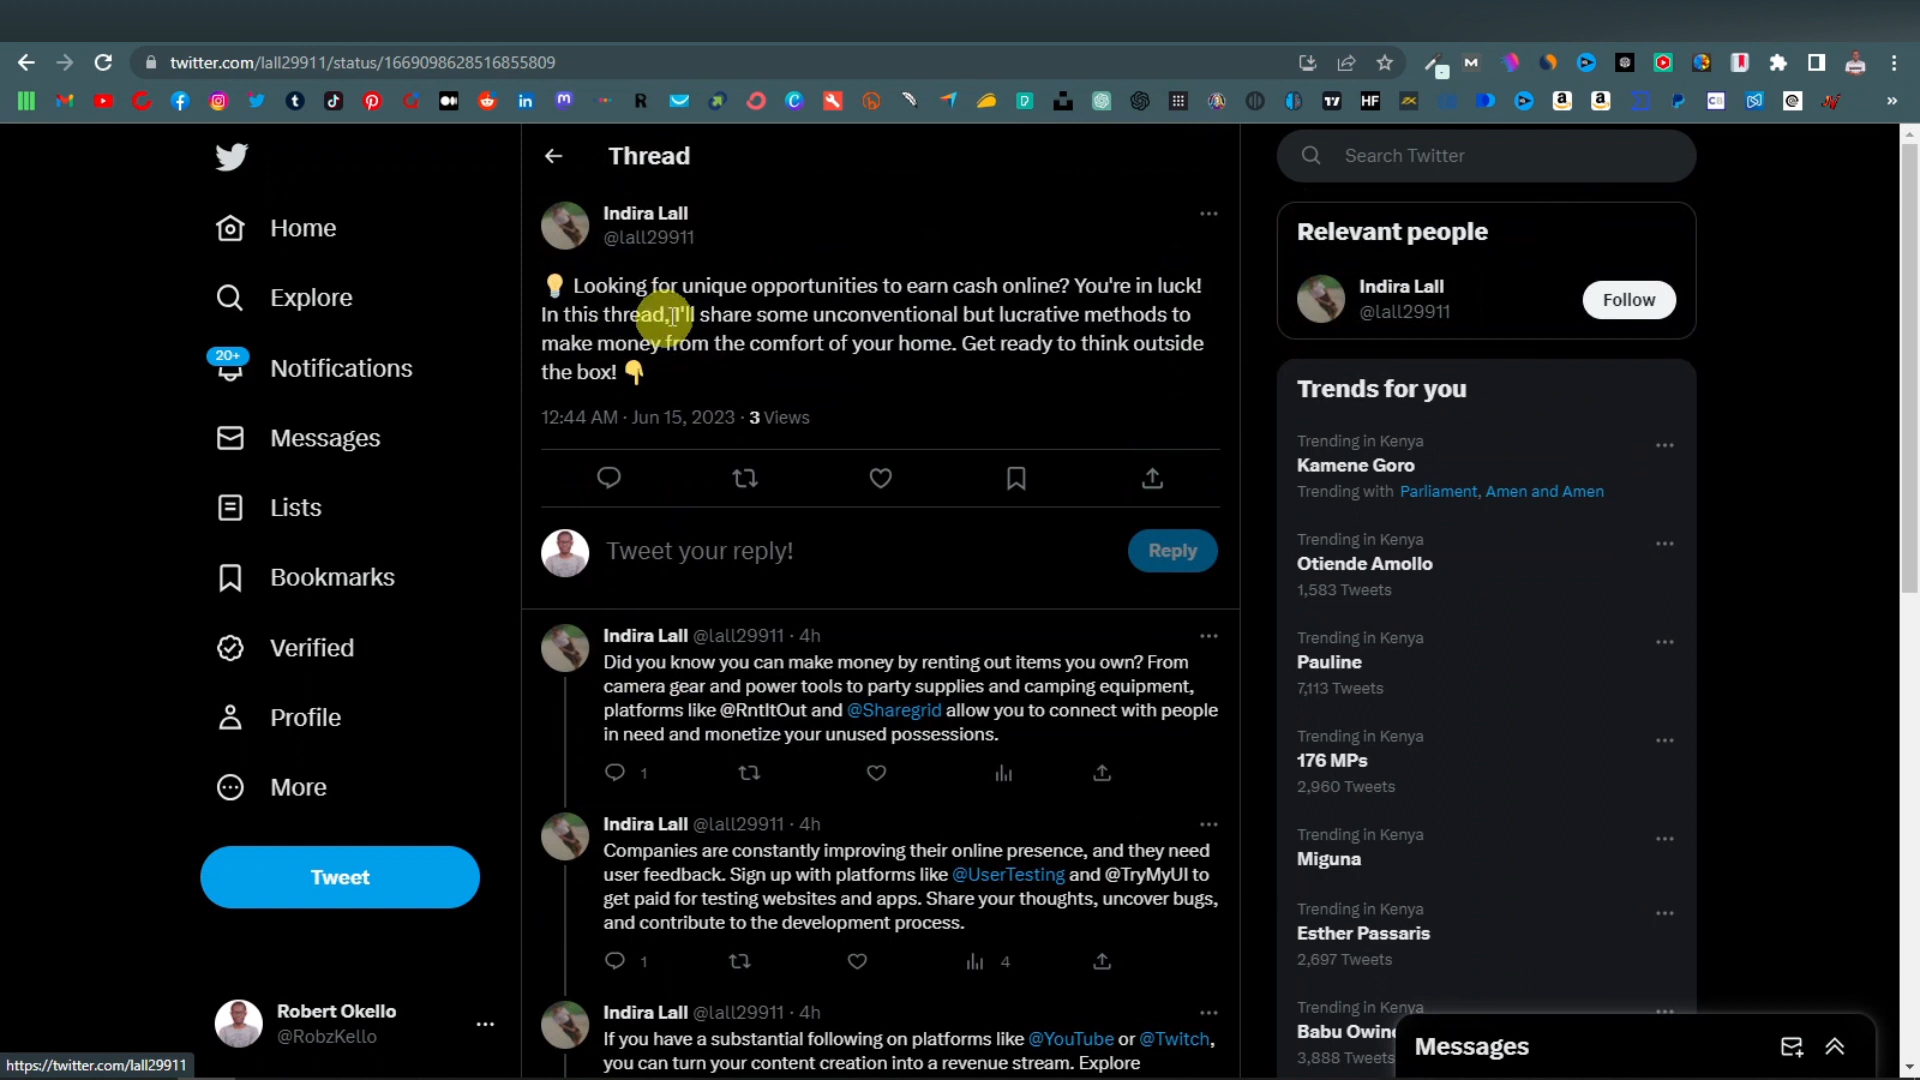 twitter.com/lall29911/status/1669098628516855809
Thread
Search Twitter
Home
Explore
20+
Notifications
Messages
Lists
Bookmarks
Verified
Profile
More
Tweet
Robert Okello
@RobzKello
https://twitter.com/lall29911
Indira Lall
@lall29911
Looking for unique opportunities to earn cash online? You're in luck!
In this thread, I'll share some unconventional but lucrative methods to
make money from the comfort of your home. Get ready to think outside
the box!
12:44 AM · Jun 15, 2023 · 3 Views
Tweet your reply!
Reply
Indira Lall @lall29911 · 4h
Did you know you can make money by renting out items you own? From
camera gear and power tools to party supplies and camping equipment,
platforms like @RntItOut and @Sharegrid allow you to connect with people
in need and monetize your unused possessions.
1
Indira Lall @lall29911 · 4h
Companies are constantly improving their online presence, and they need
user feedback. Sign up with platforms like @UserTesting and @TryMyUI to
get paid for testing websites and apps. Share your thoughts, uncover bugs,
and contribute to the development process.
1 4
Indira Lall @lall29911 · 4h
If you have a substantial following on platforms like @YouTube or @Twitch,
you can turn your content creation into a revenue stream. Explore
Relevant people
Indira Lall
@lall29911
Follow
Trends for you
Trending in Kenya
Kamene Goro
Trending with Parliament, Amen and Amen
Trending in Kenya
Otiende Amollo
1,583 Tweets
Trending in Kenya
Pauline
7,113 Tweets
Trending in Kenya
176 MPs
2,960 Tweets
Trending in Kenya
Miguna
Trending in Kenya
Esther Passaris
2,697 Tweets
Trending in Kenya
Babu Owino
3,888 Tweets
Messages